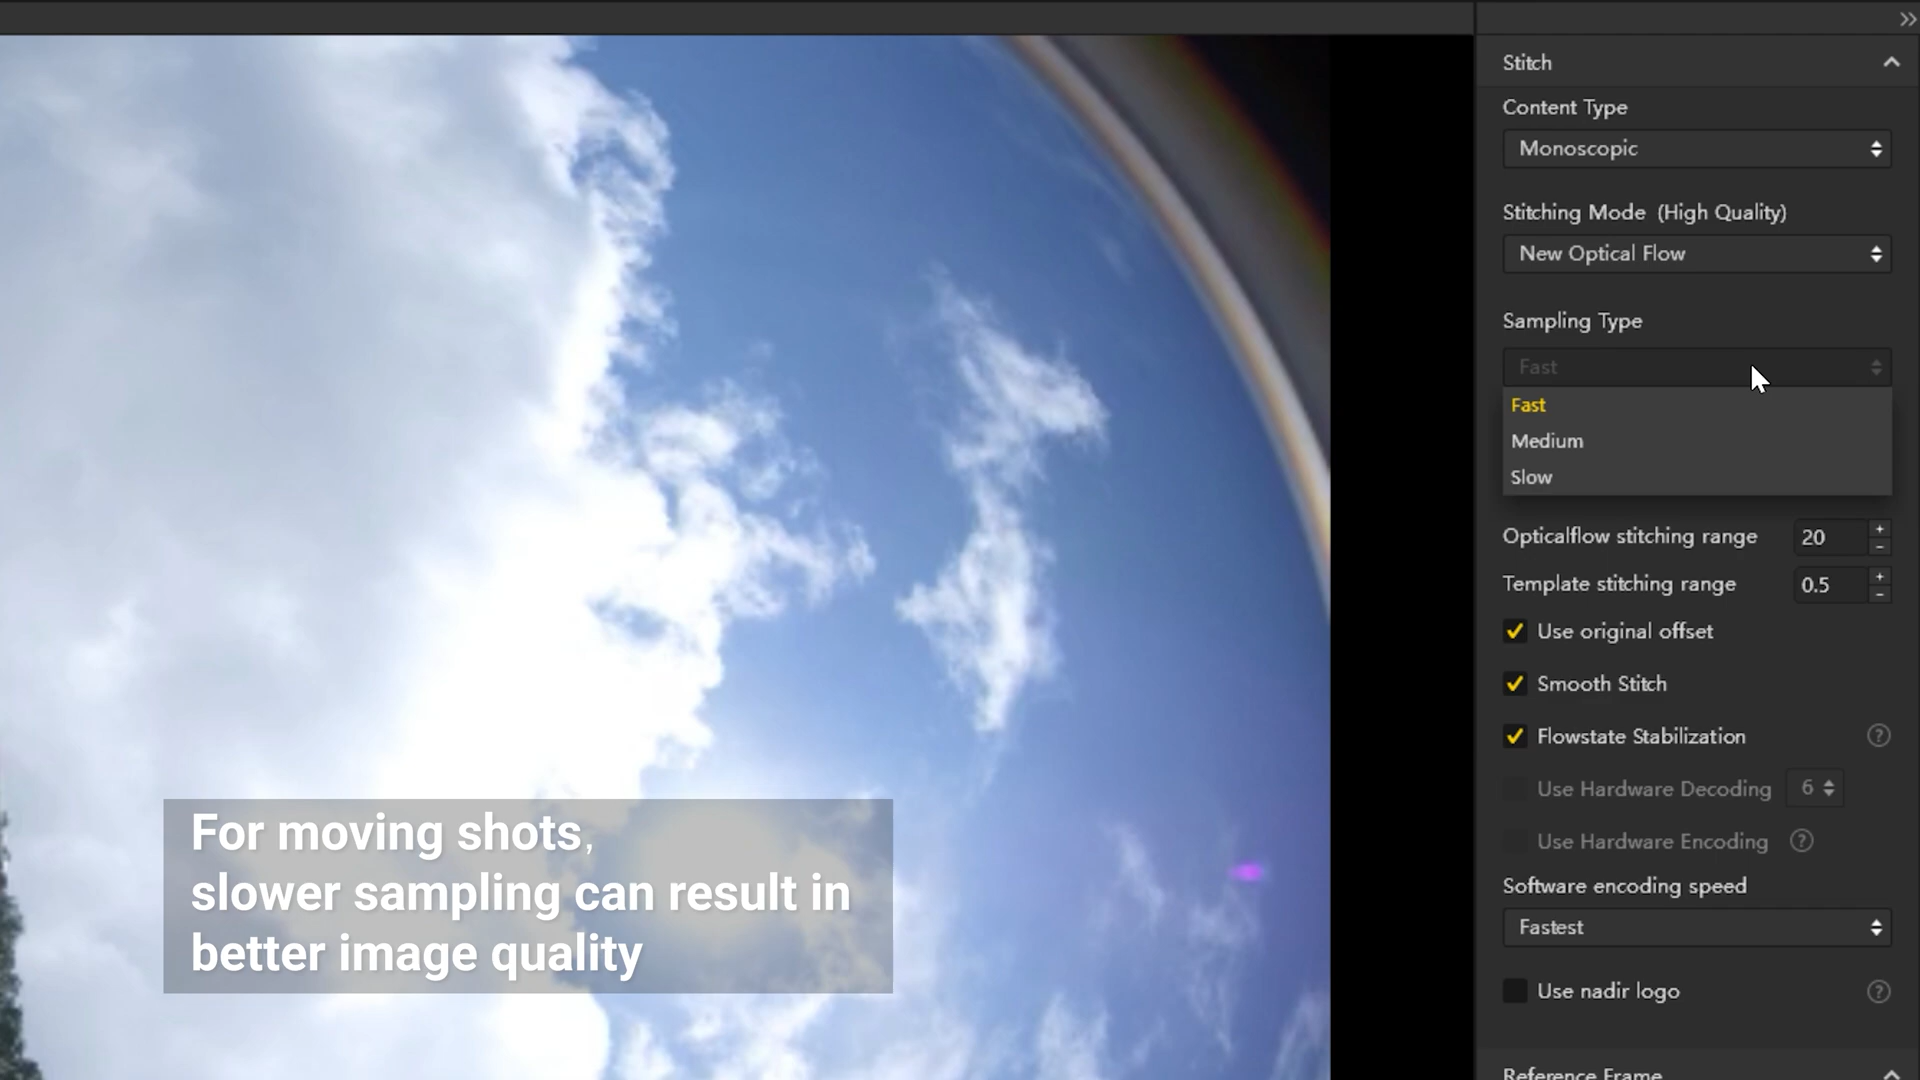 Stitch
Content Type
Monoscopic
Stitching Mode (High Quality)
New Optical Flow
Sampling Type
Fast
Fast
Medium
Slow
Opticalflow stitching range 20
Template stitching range 0.5
Use original offset
Smooth Stitch
Flowstate Stabilization
Use Hardware Decoding 6
Use Hardware Encoding
Software encoding speed
Fastest
Use nadir logo
Reference Frame
For moving shots,
slower sampling can result in
better image quality